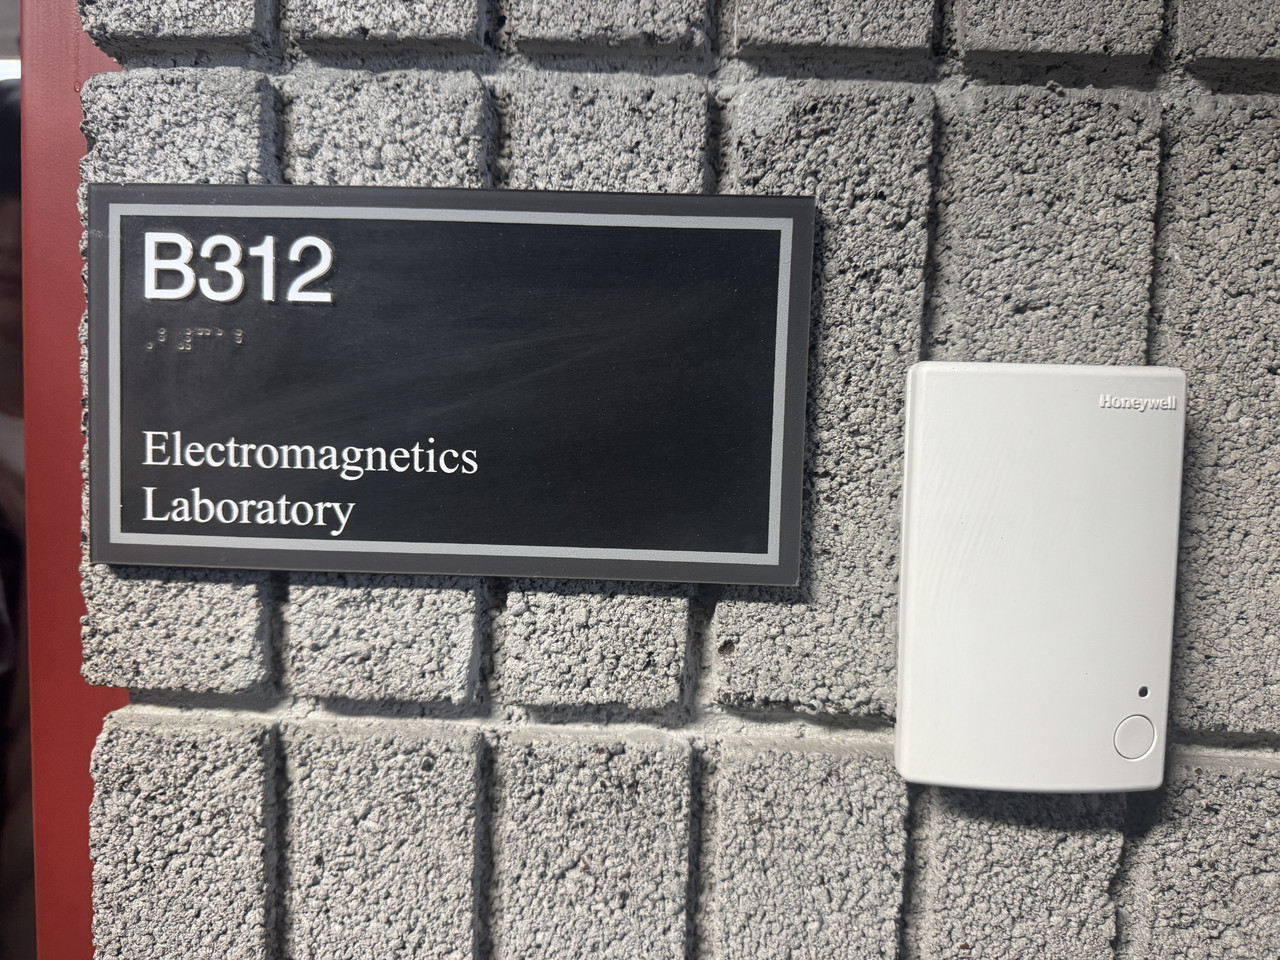 B312
Electromagnetics
Laboratory
Honeywell